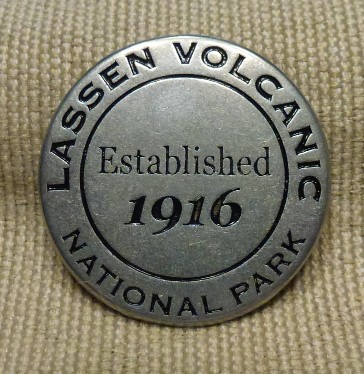 LASSEN VOLCANIC
Established
1916
NATIONAL PARK